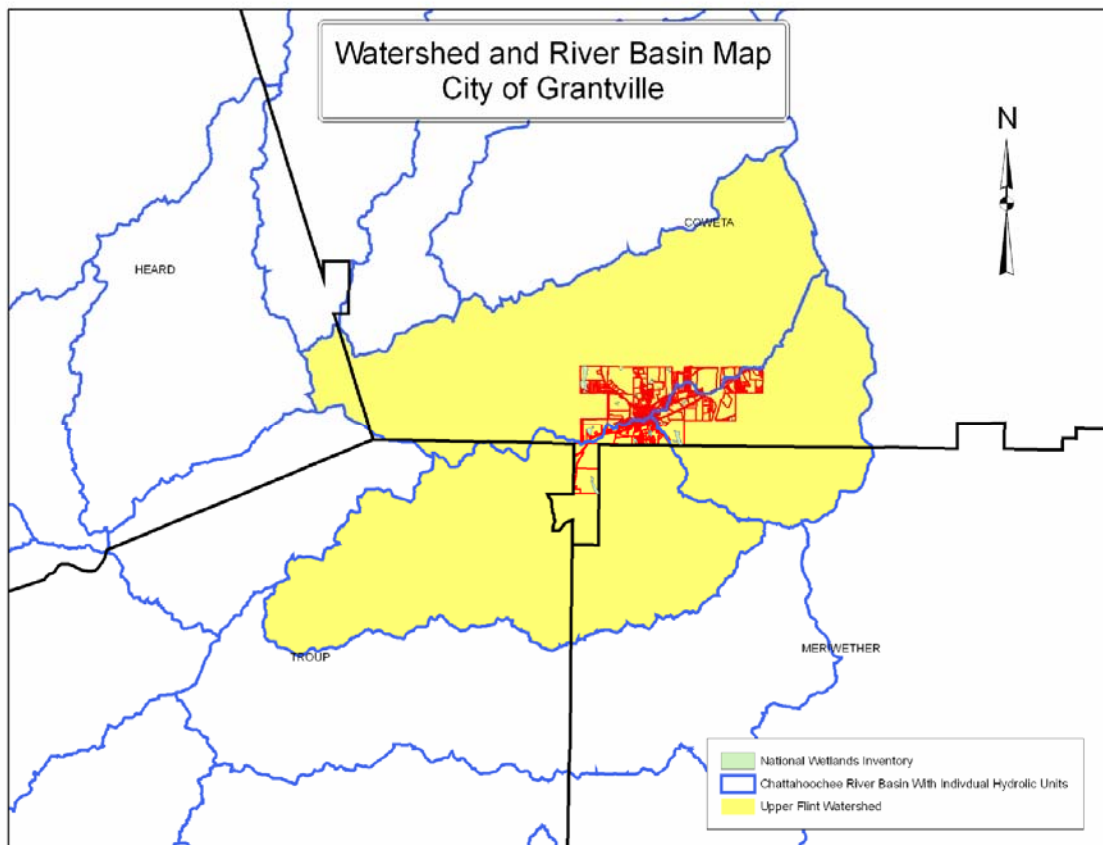 Watershed and River Basin Map
City of Grantville
N
COWETA
HEARD
TROUP
MERIWETHER
National Wetlands Inventory
Chattahoochee River Basin With Indivdual Hydrolic Units
Upper Flint Watershed